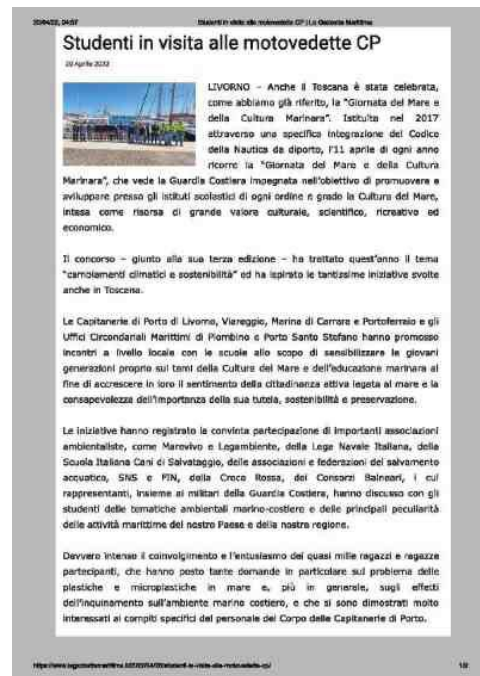 Studenti in visita alle motovedette CP | La Gazzetta Marittima
Studenti in visita alle motovedette CP
20 Aprile 2022
LIVORNO – Anche il Toscana è stata celebrata,
come abbiamo già riferito, la “Giornata del Mare e
della Cultura Marinara”. Istituita nel 2017
attraverso una specifica integrazione del Codice
della Nautica da diporto, l’11 aprile di ogni anno
ricorre la “Giornata del Mare e della Cultura
Marinara”, che vede la Guardia Costiera impegnata nell’obiettivo di promuovere e
sviluppare presso gli istituti scolastici di ogni ordine e grado la Cultura del Mare,
intesa come risorsa di grande valore culturale, scientifico, ricreativo ed
economico.
Il concorso – giunto alla sua terza edizione – ha trattato quest’anno il tema
“cambiamenti climatici e sostenibilità” ed ha ispirato le tantissime iniziative svolte
anche in Toscana.
Le Capitanerie di Porto di Livorno, Viareggio, Marina di Carrara e Portoferraio e gli
Uffici Circondariali Marittimi di Piombino e Porto Santo Stefano hanno promosso
incontri a livello locale con le scuole allo scopo di sensibilizzare le giovani
generazioni proprio sui temi della Cultura del Mare e dell’educazione marinara al
fine di accrescere in loro il sentimento della cittadinanza attiva legata al mare e la
consapevolezza dell’importanza della sua tutela, sostenibilità e preservazione.
Le iniziative hanno registrato la convinta partecipazione di importanti associazioni
ambientaliste, come Marevivo e Legambiente, della Lega Navale Italiana, della
Scuola Italiana Cani di Salvataggio, delle associazioni e federazioni del salvamento
acquatico, SNS e FIN, della Croce Rossa, dei Consorzi Balneari, i cui
rappresentanti, insieme ai militari della Guardia Costiera, hanno discusso con gli
studenti delle tematiche ambientali marino-costiere e delle principali peculiarità
delle attività marittime del nostro Paese e della nostra regione.
Davvero intenso il coinvolgimento e l’entusiasmo dei quasi mille ragazzi e ragazze
partecipanti, che hanno posto tante domande in particolare sul problema delle
plastiche e microplastiche in mare e, più in generale, sugli effetti
dell’inquinamento sull’ambiente marino costiero, e che si sono dimostrati molto
interessati ai compiti specifici del personale del Corpo delle Capitanerie di Porto.